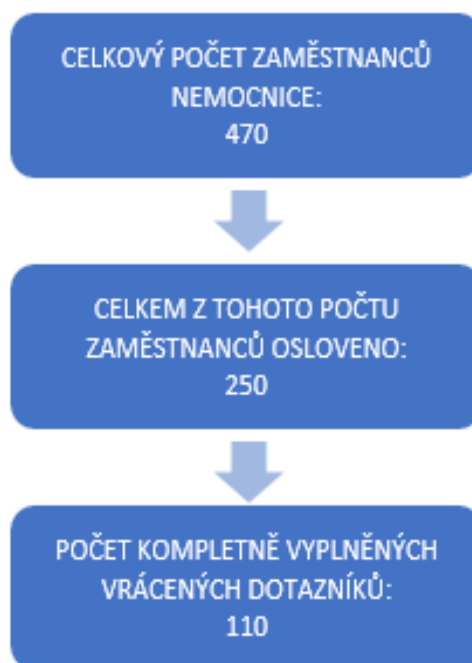 CELKOVÝ POČET ZAMĚSTNANCŮ
NEMOCNICE:
470
CELKEM Z TOHOTO POČTU
ZAMĚSTNANCŮ OSLOVENO:
250
POČET KOMPLETNĚ VYPLNĚNÝCH
VRÁCENÝCH DOTAZNÍKŮ:
110